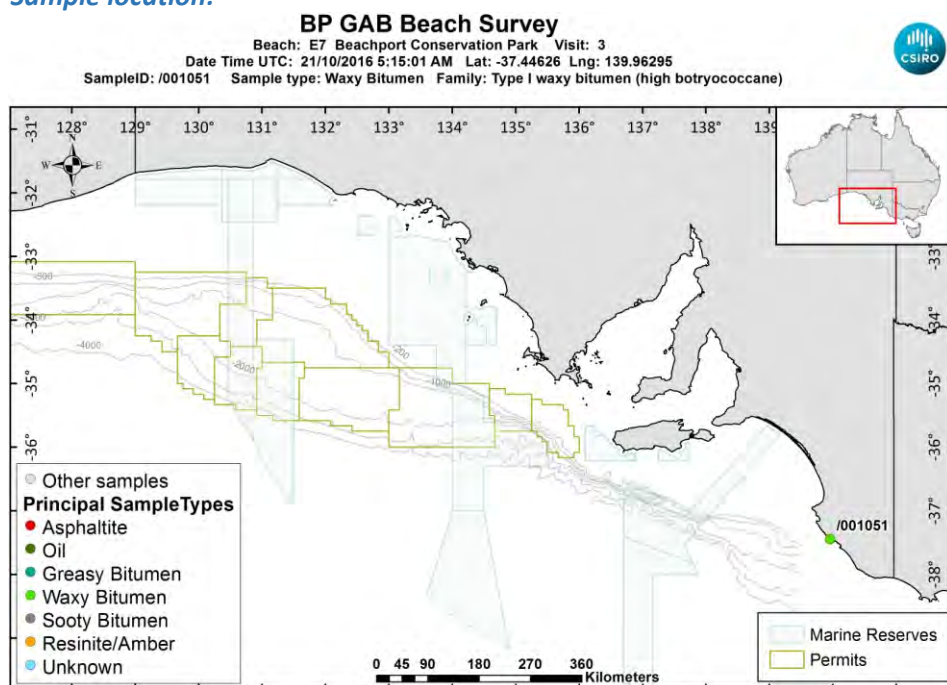 Sample location:
BP GAB Beach Survey
Beach: E7 Beachport Conservation Park Visit: 3
Date Time UTC: 21/10/2016 5:15:01 AM Lat: -37.44626 Lng: 139.96295
SampleID: /001051 Sample type: Waxy Bitumen Family: Type I waxy bitumen (high botryococcane)
CSIRO
128° 129° 130° 131° 132° 133° 134° 135° 136° 137° 138° 139
N
W E
S
-31°
-32°
-33°
-34° -34°
-35° -35°
-36° -36°
-37° -37°
-38°
-4000
-2000
-200
-1000
/001051
Other samples
Principal SampleTypes
Asphaltite
Oil
Greasy Bitumen
Waxy Bitumen
Sooty Bitumen
Resinite/Amber
Unknown
0 45 90 180 270 360
Kilometers
Marine Reserves
Permits